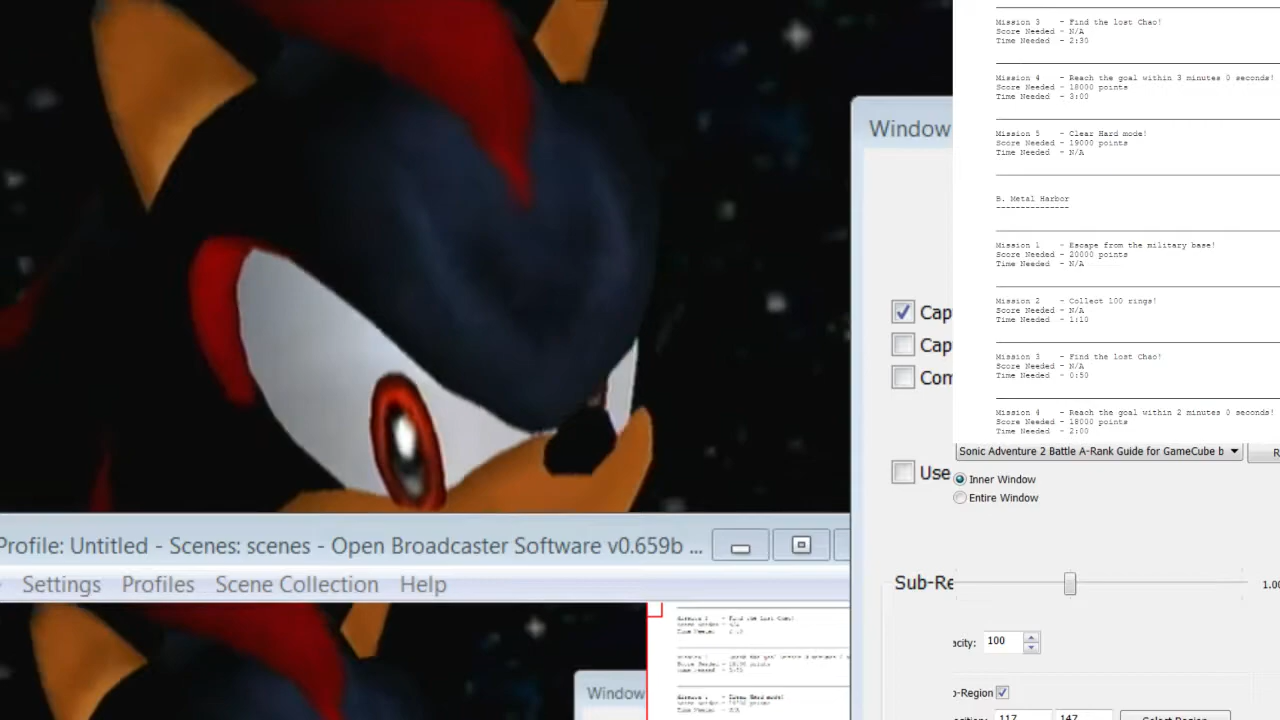 Mission 3 - Find the lost Chao!
Score Needed - N/A
Time Needed - 2:30
Mission 4 - Reach the goal within 3 minutes 0 seconds!
Score Needed - 18000 points
Time Needed - 3:00
Mission 5 - Clear Hard mode!
Score Needed - 19000 points
Time Needed - N/A
B. Metal Harbor
Mission 1 - Escape from the military base!
Score Needed - 20000 points
Time Needed - N/A
Mission 2 - Collect 100 rings!
Score Needed - N/A
Time Needed - 1:10
Mission 3 - Find the lost Chao!
Score Needed - N/A
Time Needed - 0:50
Mission 4 - Reach the goal within 2 minutes 0 seconds!
Score Needed - 18000 points
Time Needed - 2:00
Window
Cap
Cap
Com
Sonic Adventure 2 Battle A-Rank Guide for GameCube b
R
Use
Inner Window
Entire Window
Profile: Untitled - Scenes: scenes - Open Broadcaster Software v0.659b ...
Settings Profiles Scene Collection Help
Sub-Re
1.00
acity: 100
Mission 3 - Find the lost Chao!
Window
b-Region
117 147
Select Region